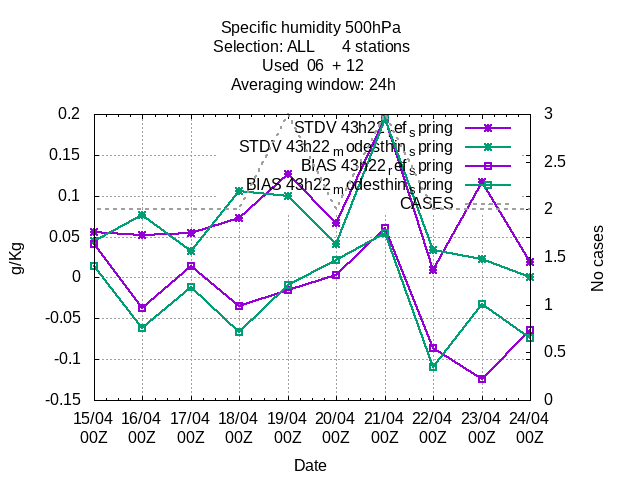 Specific humidity 500hPa
Selection: ALL 4 stations
Used 06 + 12
Averaging window: 24h
STDV 43h22_ref_spring
STDV 43h22_modesthin_spring
BIAS 43h22_ref_spring
BIAS 43h22_modesthin_spring
CASES
0.2
0.15
0.1
0.05
0
-0.05
-0.1
-0.15
g/Kg
3
2.5
2
1.5
1
0.5
0
No cases
15/04 16/04 17/04 18/04 19/04 20/04 21/04 22/04 23/04 24/04
00Z 00Z 00Z 00Z 00Z 00Z 00Z 00Z 00Z 00Z
Date